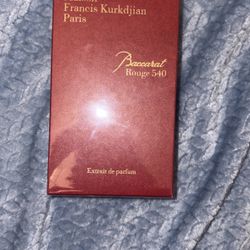 Francis Kurkdjian
Paris
Baccarat
Rouge 540
Extrait de parfum